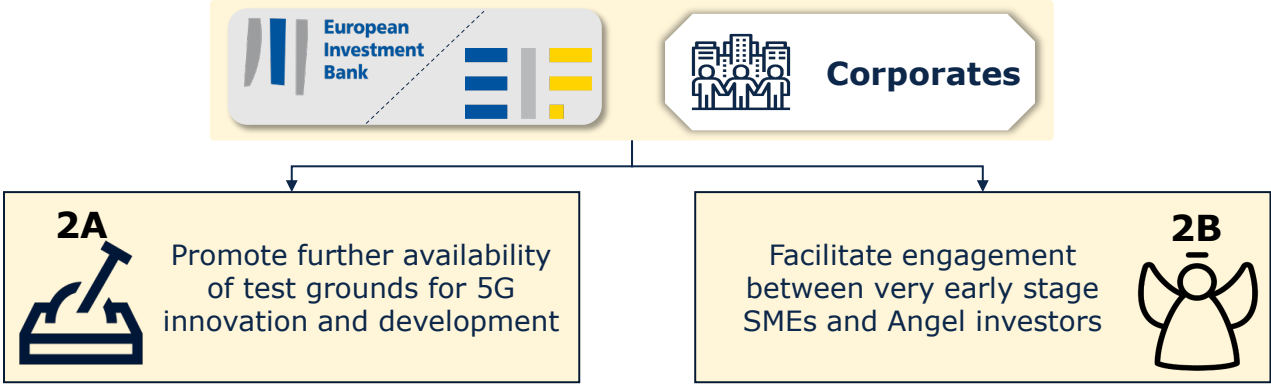 European
Investment
Bank
Corporates
2A
Promote further availability
of test grounds for 5G
innovation and development
2B
Facilitate engagement
between very early stage
SMEs and Angel investors